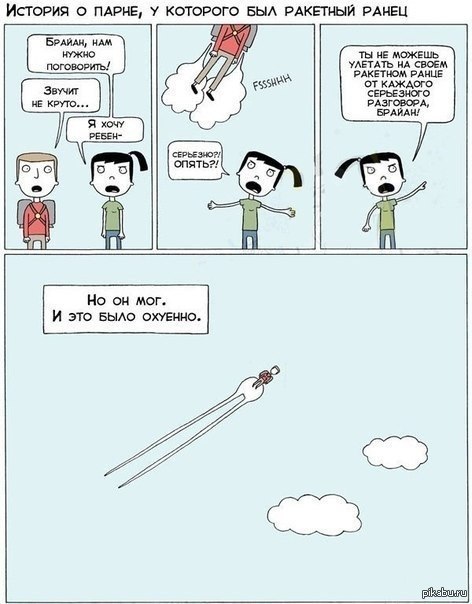 История о парне, у которого был ракетный ранец
Брайан, нам
нужно
поговорить!
Звучит
не круто...
Я хочу
ребен-
FSSSHHH
Серьезно?!
Опять?!
Ты не можешь
улетать на своем
ракетном ранце
от каждого
серьезного
разговора,
Брайан!
Но он мог.
И это было охуенно.
pikabu.ru